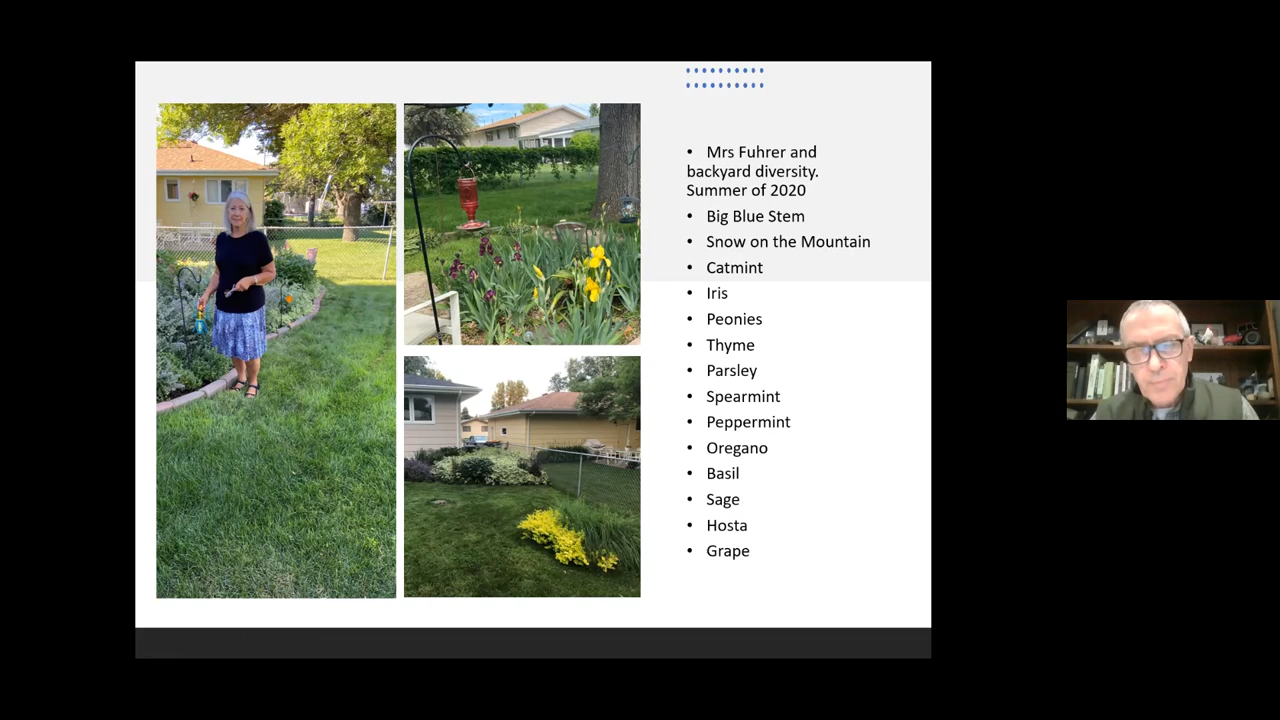 • Mrs Fuhrer and
backyard diversity.
Summer of 2020
• Big Blue Stem
• Snow on the Mountain
• Catmint
• Iris
• Peonies
• Thyme
• Parsley
• Spearmint
• Peppermint
• Oregano
• Basil
• Sage
• Hosta
• Grape